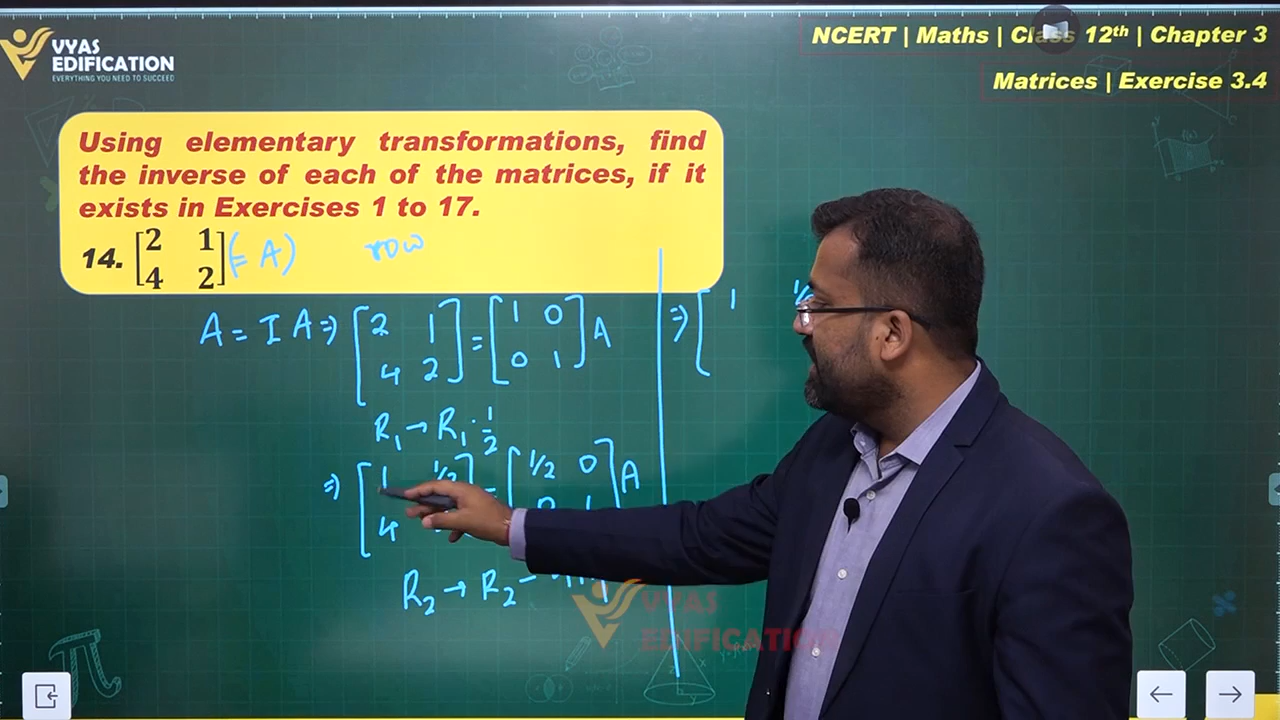 VYAS
EDIFICATION
EVERYTHING YOU NEED TO SUCCEED
NCERT | Maths | Class 12th | Chapter 3
Matrices | Exercise 3.4
Using elementary transformations, find
the inverse of each of the matrices, if it
exists in Exercises 1 to 17.
14. [2 1
4 2] (= A) row
A = I A ⇒ [2 1
4 2] = [1 0
0 1] A
R₁ → R₁ · 1/2
⇒ [1 1/2
4
= [1/2 0
0 1] A
R₂ → R₂ −
⇒ [1
VYAS
EDIFICATION